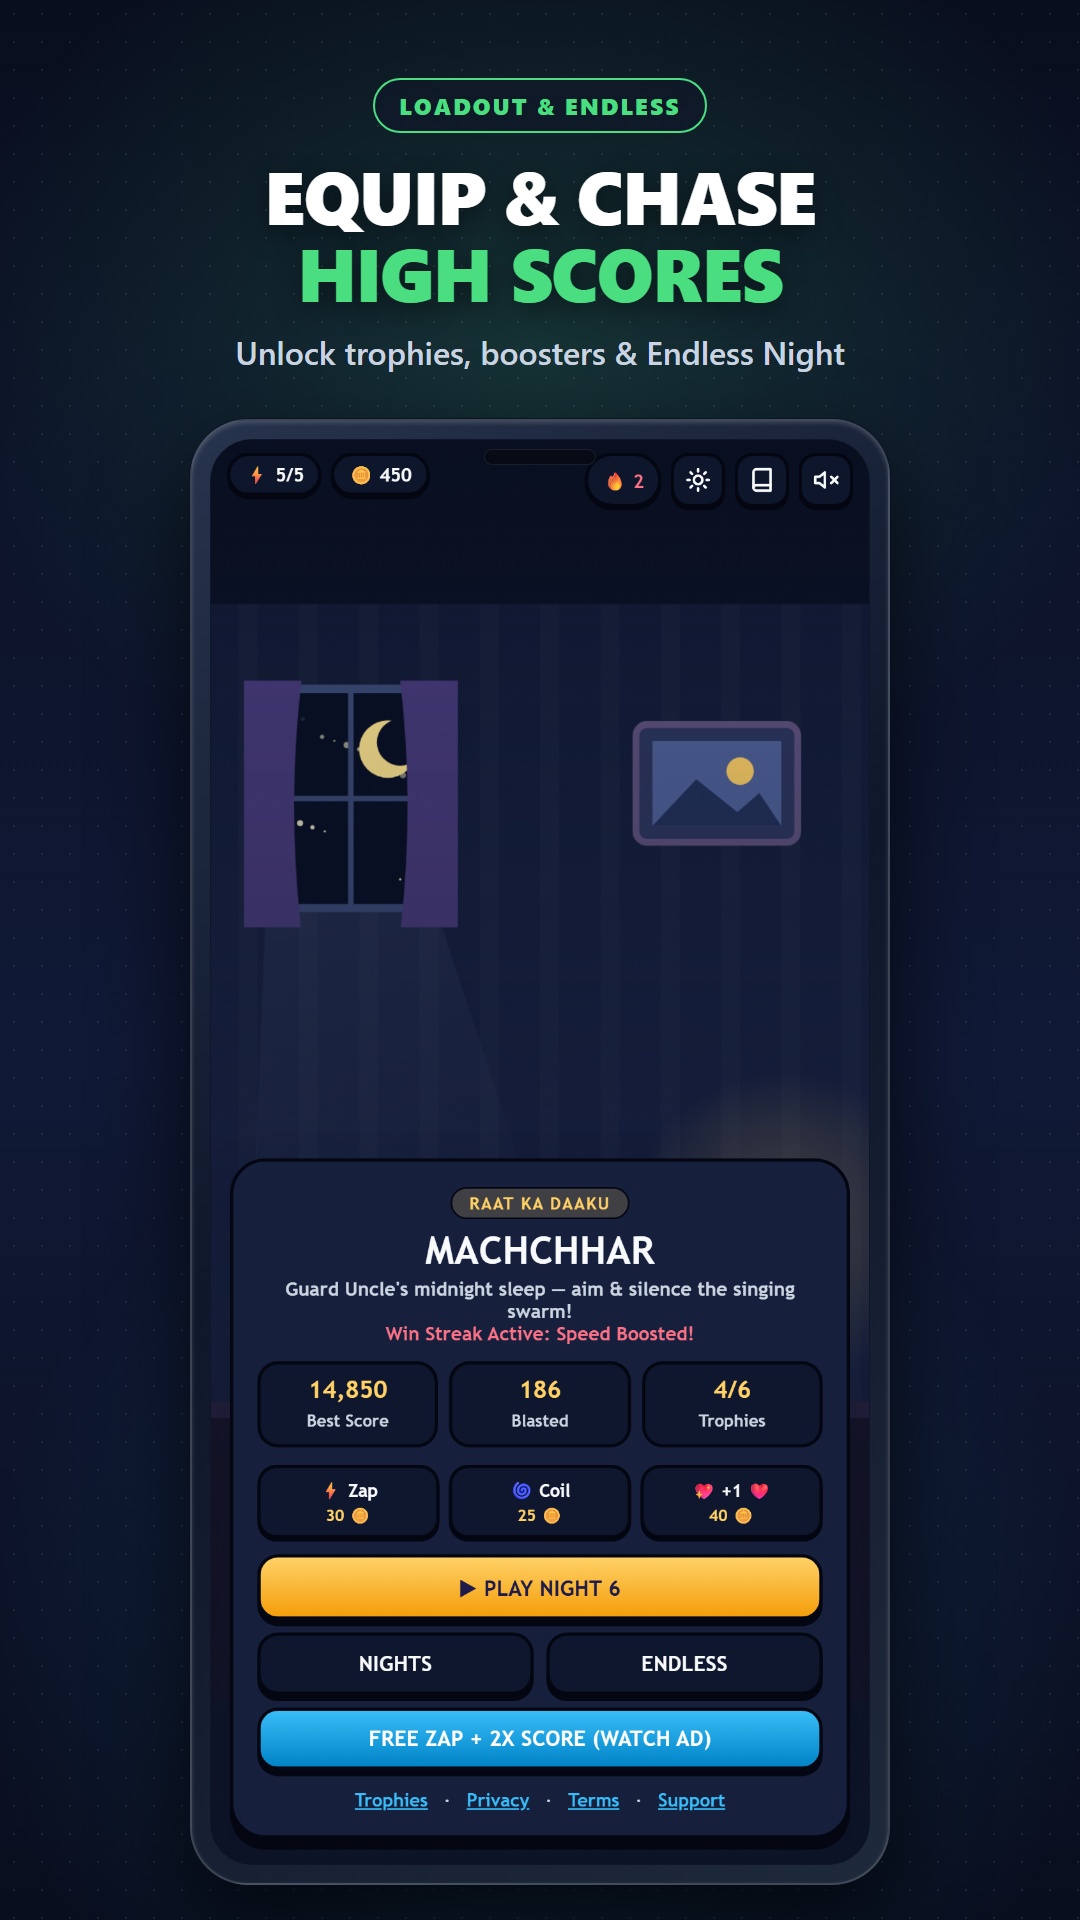 LOADOUT & ENDLESS
EQUIP & CHASE
HIGH SCORES
Unlock trophies, boosters & Endless Night
5/5
450
2
RAAT KA DAAKU
MACHCHHAR
Guard Uncle's midnight sleep — aim & silence the singing
swarm!
Win Streak Active: Speed Boosted!
14,850
Best Score
186
Blasted
4/6
Trophies
Zap
30
Coil
25
+1
40
PLAY NIGHT 6
NIGHTS
ENDLESS
FREE ZAP + 2X SCORE (WATCH AD)
Trophies · Privacy · Terms · Support